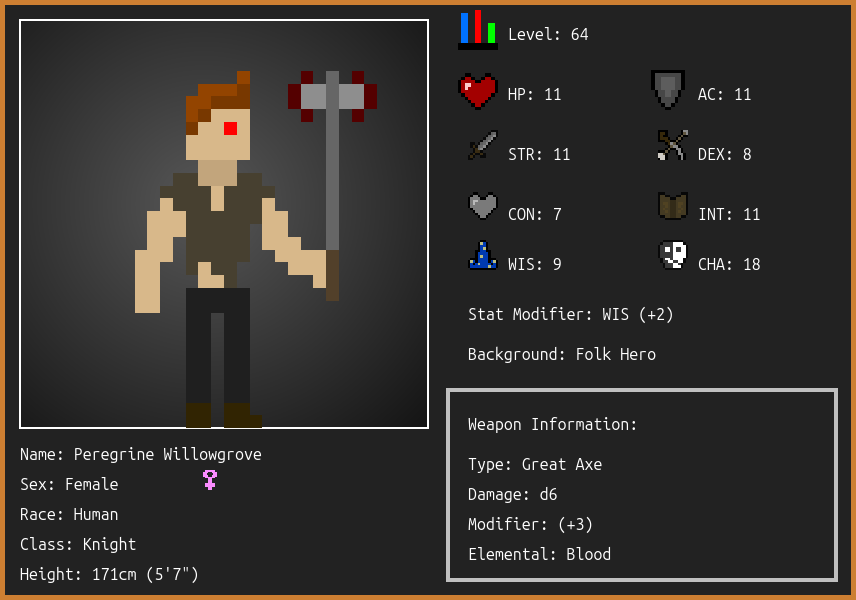 Level: 64
HP: 11
AC: 11
STR: 11
DEX: 8
CON: 7
INT: 11
WIS: 9
CHA: 18
Stat Modifier: WIS (+2)
Background: Folk Hero
Weapon Information:
Type: Great Axe
Damage: d6
Modifier: (+3)
Elemental: Blood
Name: Peregrine Willowgrove
Sex: Female
Race: Human
Class: Knight
Height: 171cm (5'7")